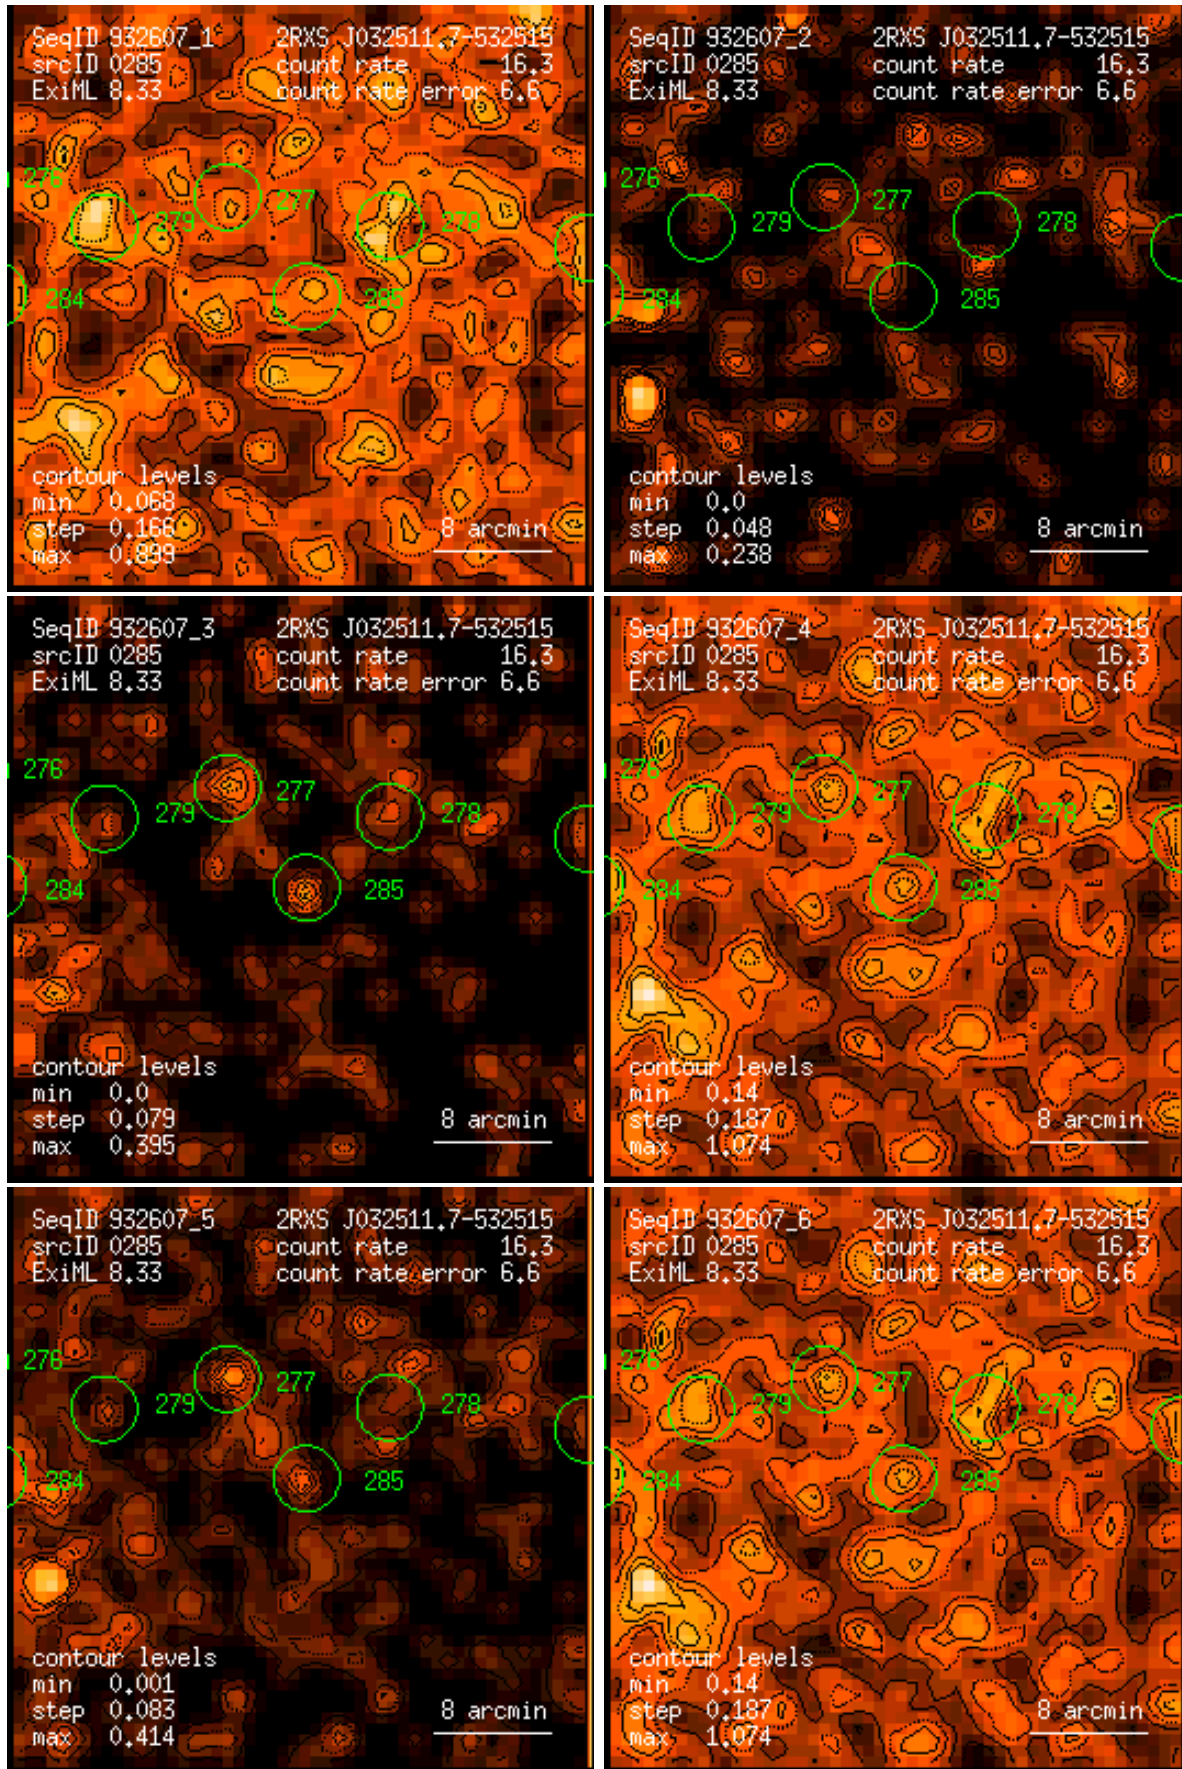 SeqID 932607_1 2RXS J032511.7-532515
srcID 0285 count rate 16.3
ExiML 8.33 count rate error 6.6
276
277
279
278
284
285
contour levels
min 0.068
step 0.166
max 0.899
8 arcmin
SeqID 932607_2 2RXS J032511.7-532515
srcID 0285 count rate 16.3
ExiML 8.33 count rate error 6.6
276
277
279
278
284
285
contour levels
min 0.0
step 0.048
max 0.238
8 arcmin
SeqID 932607_3 2RXS J032511.7-532515
srcID 0285 count rate 16.3
ExiML 8.33 count rate error 6.6
276
277
279
278
284
285
contour levels
min 0.0
step 0.079
max 0.395
8 arcmin
SeqID 932607_4 2RXS J032511.7-532515
srcID 0285 count rate 16.3
ExiML 8.33 count rate error 6.6
276
277
279
278
284
285
contour levels
min 0.14
step 0.187
max 1.074
8 arcmin
SeqID 932607_5 2RXS J032511.7-532515
srcID 0285 count rate 16.3
ExiML 8.33 count rate error 6.6
276
277
279
278
284
285
contour levels
min 0.001
step 0.083
max 0.414
8 arcmin
SeqID 932607_6 2RXS J032511.7-532515
srcID 0285 count rate 16.3
ExiML 8.33 count rate error 6.6
276
277
279
278
284
285
contour levels
min 0.14
step 0.187
max 1.074
8 arcmin